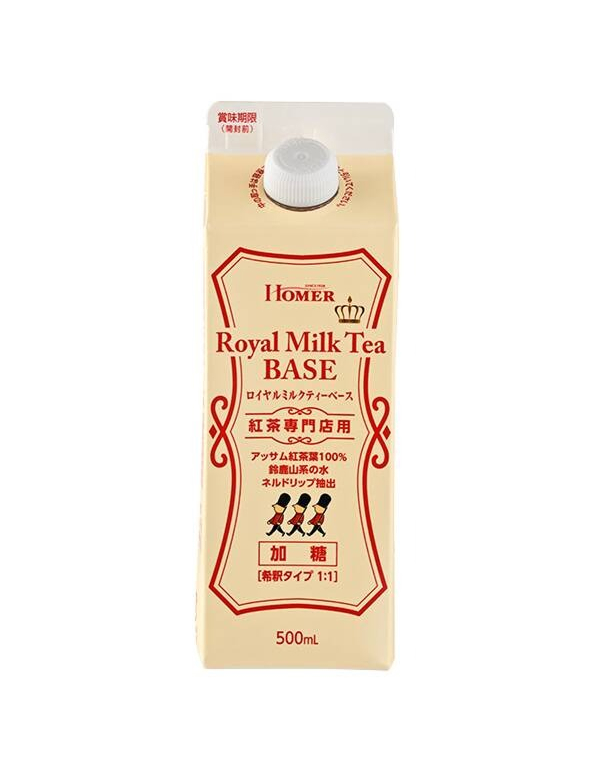 賞味期限
（開封前）
SINCE 1938
HOMER
Royal Milk Tea
BASE
ロイヤルミルクティーベース
紅茶専門店用
アッサム紅茶葉100%
鈴鹿山系の水
ネルドリップ抽出
加糖
[希釈タイプ 1:1]
500mL